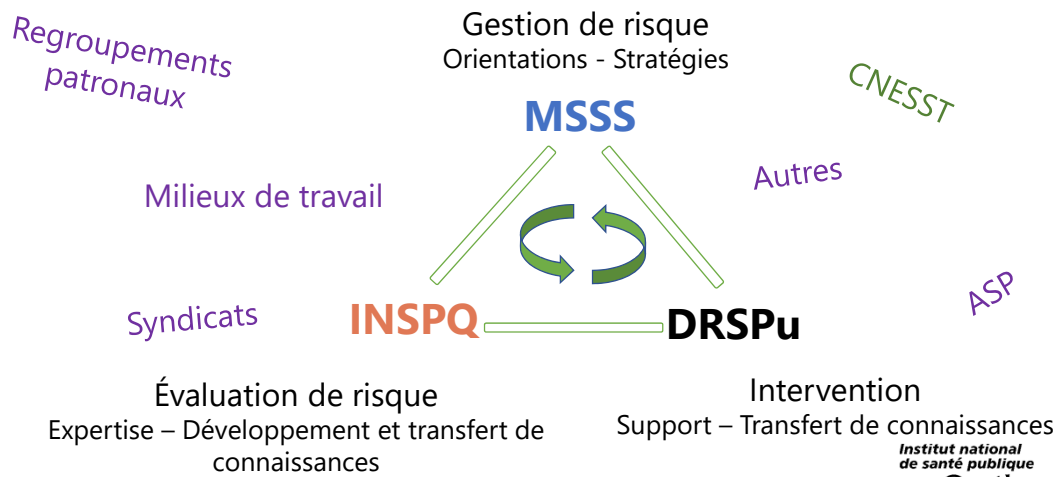 Gestion de risque
Orientations - Stratégies
Regroupements
patronaux
CNESST
MSSS
Autres
Milieux de travail
ASP
Syndicats
INSPQ
DRSPu
Évaluation de risque
Expertise – Développement et transfert de
connaissances
Intervention
Support – Transfert de connaissances
Institut national
de santé publique